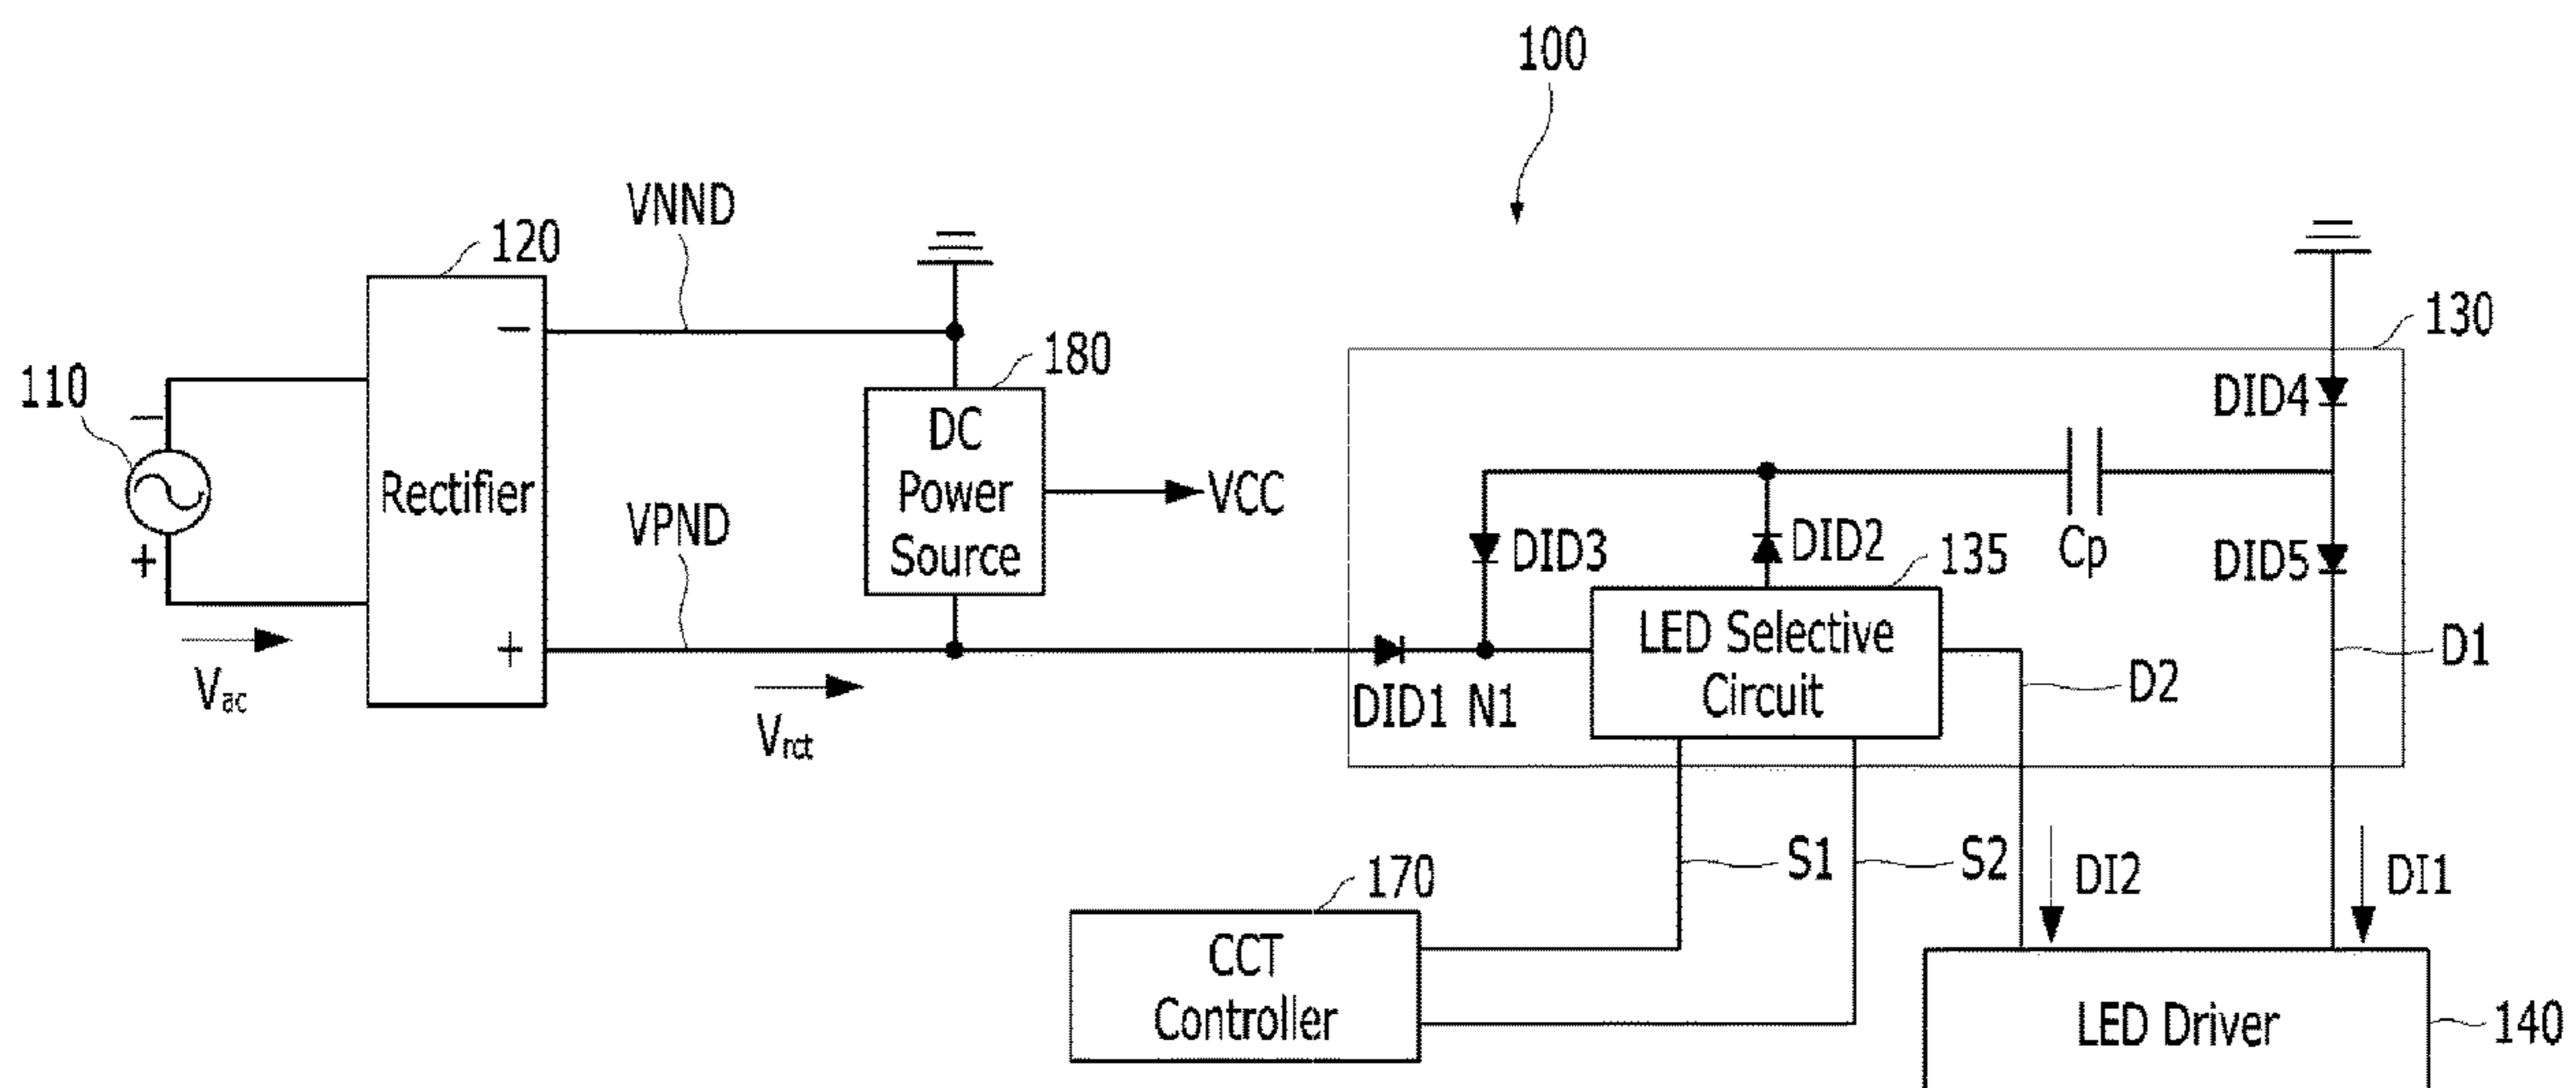 100
VNND
120
130
180
110
−
−
DID4
DC
Power
Source
Rectifier
VCC
VPND
DID3
DID2
135
Cp
DID5
+
+
LED Selective
Circuit
D1
D2
Vac
DID1 N1
Vrct
S1
S2
DI2
DI1
170
CCT
Controller
LED Driver
140